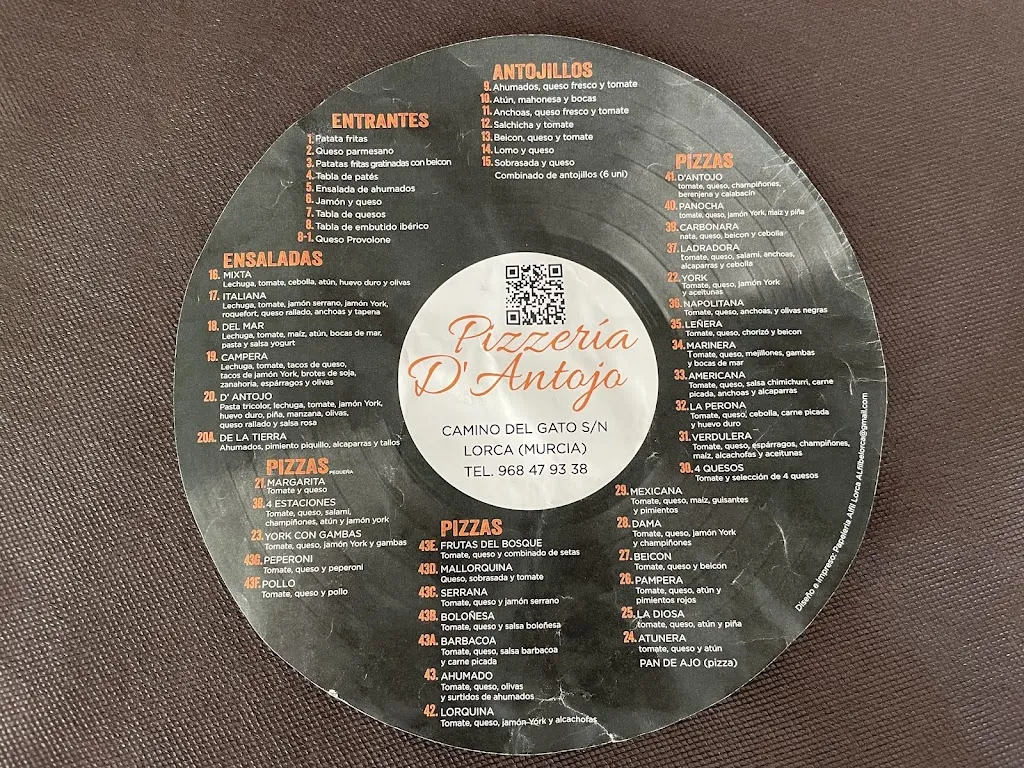 ANTOJILLOS
9. Ahumados, queso fresco y tomate
10. Atún, mahonesa y bocas
11. Anchoas, queso fresco y tomate
12. Salchicha y tomate
13. Beicon, queso y tomate
14. Lomo y queso
15. Sobrasada y queso
Combinado de antojillos (6 uni)
ENTRANTES
1. Patata fritas
2. Queso parmesano
3. Patatas fritas gratinadas con beicon
4. Tabla de patés
5. Ensalada de ahumados
6. Jamón y queso
7. Tabla de quesos
8. Tabla de embutido ibérico
8-1. Queso Provolone
ENSALADAS
16. MIXTA
Lechuga, tomate, cebolla, atún, huevo duro y olivas
17. ITALIANA
Lechuga, tomate, jamón serrano, jamón York,
roquefort, queso rallado, anchoas y tapena
18. DEL MAR
Lechuga, tomate, maíz, atún, bocas de mar,
pasta y salsa yogurt
19. CAMPERA
Lechuga, tomate, tacos de queso,
tacos de jamón York, brotes de soja,
zanahoria, espárragos y olivas
20. D' ANTOJO
Pasta tricolor, lechuga, tomate, jamón York,
huevo duro, piña, manzana, olivas,
queso rallado y salsa rosa
20A. DE LA TIERRA
Ahumados, pimiento piquillo, alcaparras y tallos
PIZZAS PEQUEÑA
21. MARGARITA
Tomate y queso
38. 4 ESTACIONES
Tomate, queso, salami,
champiñones, atún y jamón york
23. YORK CON GAMBAS
Tomate, queso, jamón York y gambas
43G. PEPERONI
Tomate, queso y peperoni
43F. POLLO
Tomate, queso y pollo
Pizzería
D'Antojo
CAMINO DEL GATO S/N
LORCA (MURCIA)
TEL. 968 47 93 38
PIZZAS
43E. FRUTAS DEL BOSQUE
Tomate, queso y combinado de setas
43D. MALLORQUINA
Queso, sobrasada y tomate
43C. SERRANA
Tomate, queso y jamón serrano
43B. BOLOÑESA
Tomate, queso y salsa boloñesa
43A. BARBACOA
Tomate, queso, salsa barbacoa
y carne picada
43. AHUMADO
Tomate, queso, olivas
y surtidos de ahumados
42. LORQUINA
Tomate, queso, jamón York y alcachofas
PIZZAS
41. D'ANTOJO
tomate, queso, champiñones,
berenjena y calabacín
40. PANOCHA
tomate, queso, jamón York, maíz y piña
39. CARBONARA
nata, queso, beicon y cebolla
37. LADRADORA
tomate, queso, salami, anchoas,
alcaparras y cebolla
22. YORK
Tomate, queso, jamón York
y aceitunas
36. NAPOLITANA
Tomate, queso, anchoas, y olivas negras
35. LEÑERA
Tomate, queso, chorizó y beicon
34. MARINERA
Tomate, queso, mejillones, gambas
y bocas de mar
33. AMERICANA
Tomate, queso, salsa chimichurri, carne
picada, anchoas y alcaparras
32. LA PERONA
Tomate, queso, cebolla, carne picada
y huevo duro
31. VERDULERA
Tomate, queso, espárragos, champiñones,
maíz, alcachofas y aceitunas
30. 4 QUESOS
Tomate y selección de 4 quesos
29. MEXICANA
Tomate, queso, maíz, guisantes
y pimientos
28. DAMA
Tomate, queso, jamón York
y champiñones
27. BEICON
Tomate, queso y beicon
26. PAMPERA
Tomate, queso, atún y
pimientos rojos
25. LA DIOSA
tomate, queso, atún y piña
24. ATUNERA
tomate, queso y atún
PAN DE AJO (pizza)
Diseño e Impreso: Papelería Alfil Lorca ALfilbelorca@gmail.com